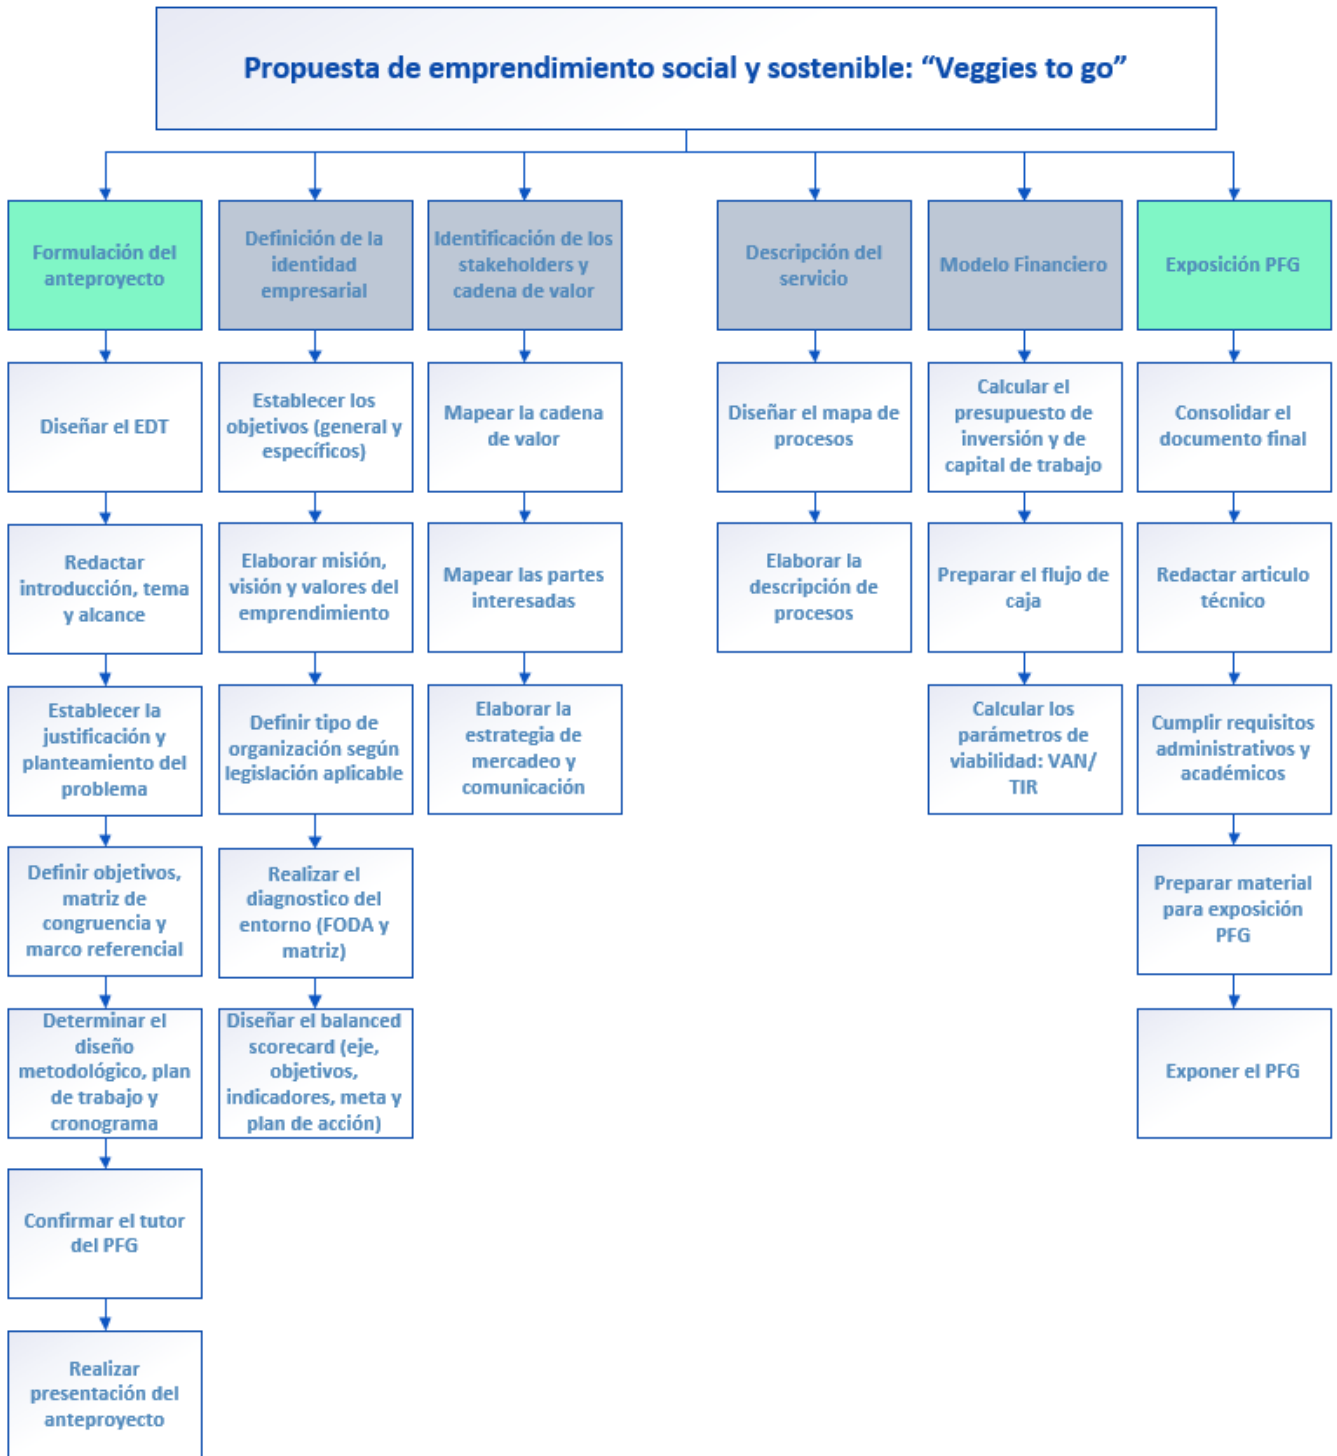 Propuesta de emprendimiento social y sostenible: “Veggies to go”
Formulación del
anteproyecto
Diseñar el EDT
Redactar
introducción, tema
y alcance
Establecer la
justificación y
planteamiento del
problema
Definir objetivos,
matriz de
congruencia y
marco referencial
Determinar el
diseño
metodológico, plan
de trabajo y
cronograma
Confirmar el tutor
del PFG
Realizar
presentación del
anteproyecto
Definición de la
identidad
empresarial
Establecer los
objetivos (general y
específicos)
Elaborar misión,
visión y valores del
emprendimiento
Definir tipo de
organización según
legislación aplicable
Realizar el
diagnostico del
entorno (FODA y
matriz)
Diseñar el balanced
scorecard (eje,
objetivos,
indicadores, meta y
plan de acción)
Identificación de los
stakeholders y
cadena de valor
Mapear la cadena
de valor
Mapear las partes
interesadas
Elaborar la
estrategia de
mercadeo y
comunicación
Descripción del
servicio
Diseñar el mapa de
procesos
Elaborar la
descripción de
procesos
Modelo Financiero
Calcular el
presupuesto de
inversión y de
capital de trabajo
Preparar el flujo de
caja
Calcular los
parámetros de
viabilidad: VAN/
TIR
Exposición PFG
Consolidar el
documento final
Redactar articulo
técnico
Cumplir requisitos
administrativos y
académicos
Preparar material
para exposición
PFG
Exponer el PFG